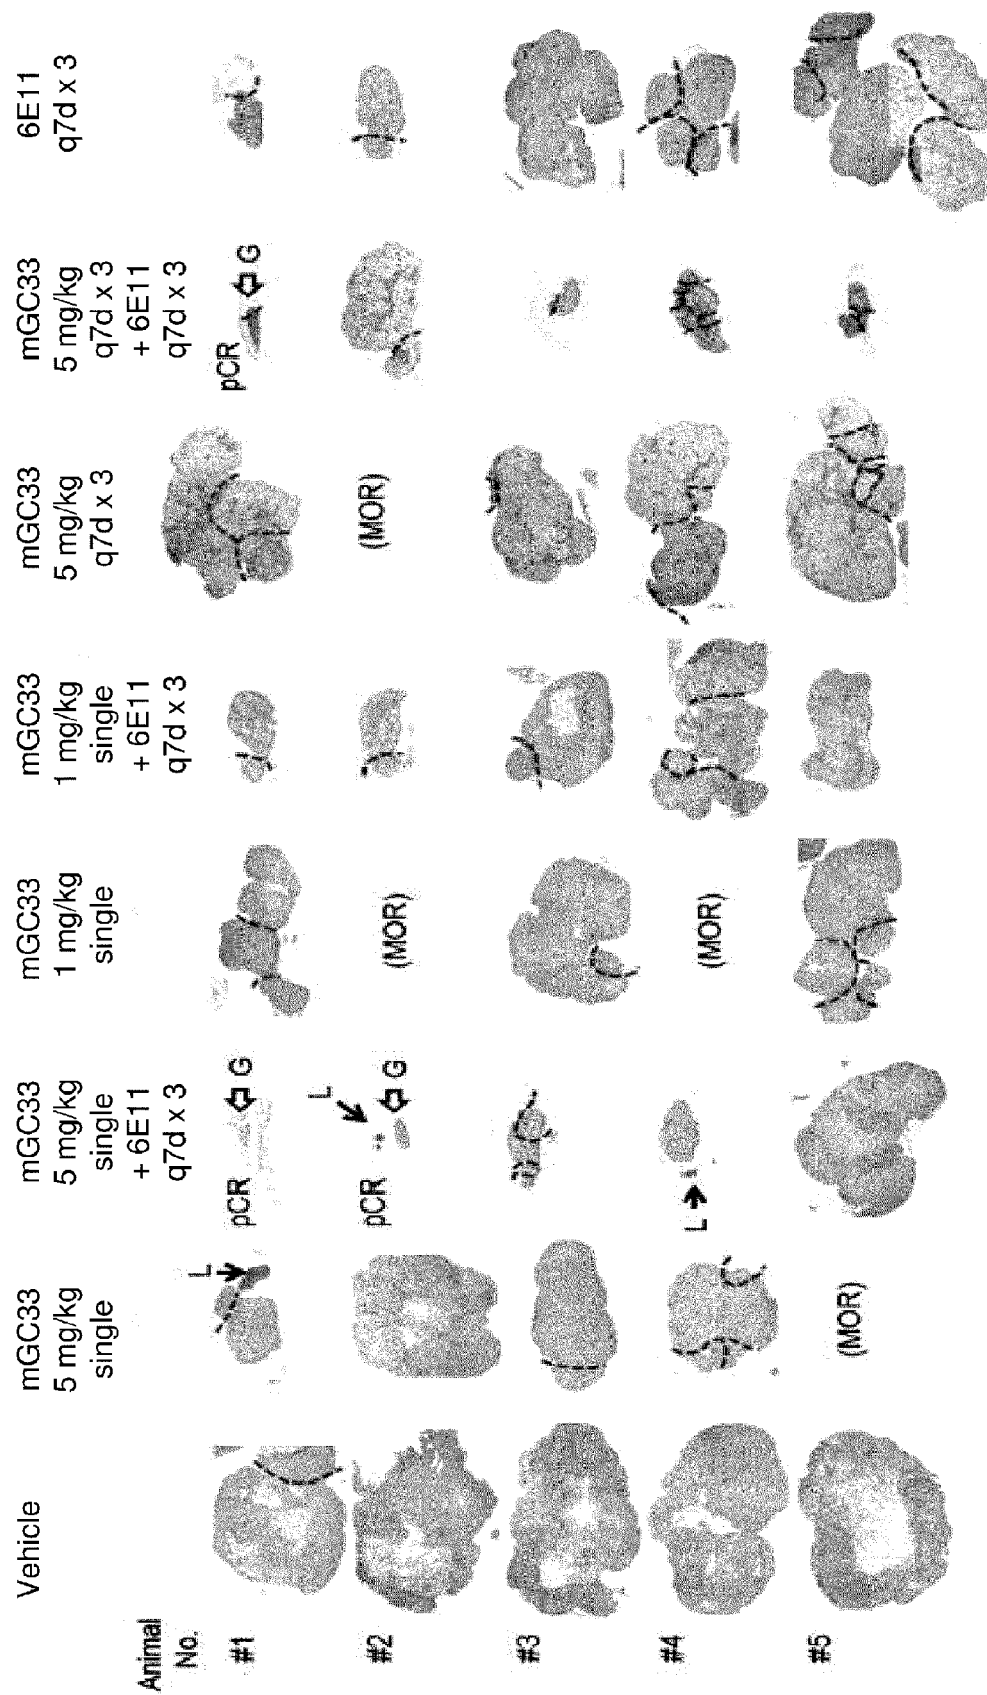 Vehicle
mGC33
5 mg/kg
single
mGC33
5 mg/kg
single
+ 6E11
q7d x 3
mGC33
1 mg/kg
single
mGC33
1 mg/kg
single
+ 6E11
q7d x 3
mGC33
5 mg/kg
q7d x 3
mGC33
5 mg/kg
q7d x 3
+ 6E11
q7d x 3
6E11
q7d x 3
Animal
No.
#1
L
pCR
G
pCR
G
#2
pCR
L
G
(MOR)
(MOR)
#3
#4
L
(MOR)
#5
(MOR)